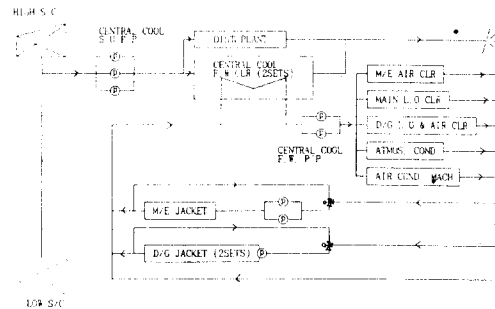 HIGH S/C
CENTRAL COOL
DIST PLANT
CENTRAL COOL
F.W CLR (2SETS)
P
P
P
M/E AIR CLR
MAIN L.O CLR
D/G L.O & AIR CLR
ATMOS. COND
AIR COND MACH
P
P
CENTRAL COOL
F.W. P'P
M/E JACKET
P
P
D/G JACKET (2SETS)
P
LOW S/C